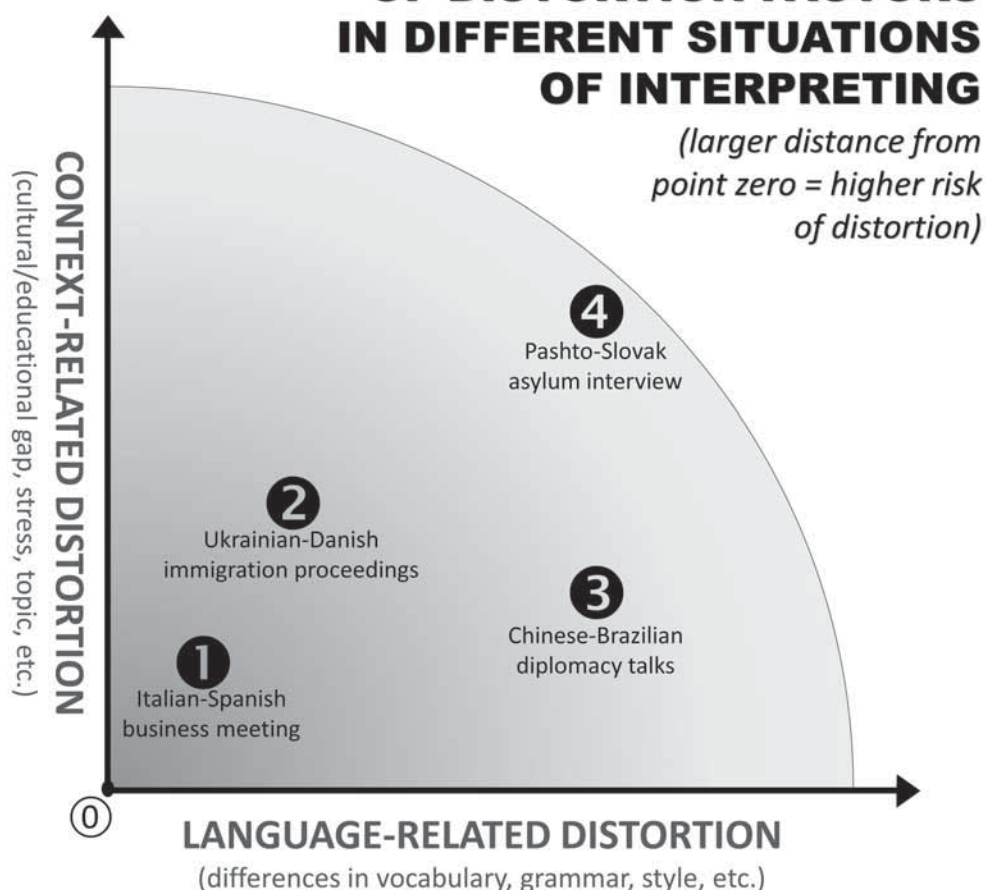 IN DIFFERENT SITUATIONS
OF INTERPRETING
(larger distance from
point zero = higher risk
of distortion)
CONTEXT-RELATED DISTORTION
(cultural/educational gap, stress, topic, etc.)
4
Pashto-Slovak
asylum interview
2
Ukrainian-Danish
immigration proceedings
3
Chinese-Brazilian
diplomacy talks
1
Italian-Spanish
business meeting
0
LANGUAGE-RELATED DISTORTION
(differences in vocabulary, grammar, style, etc.)